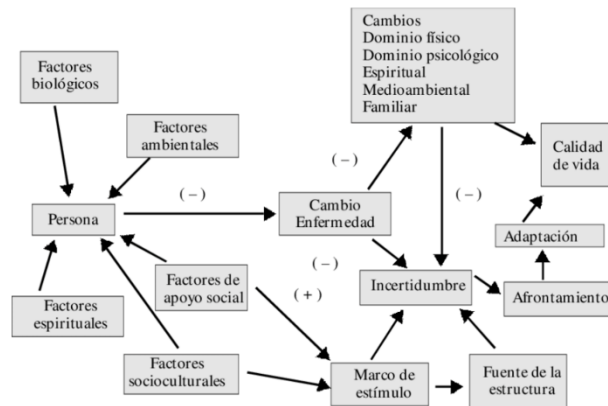 Cambios
Dominio físico
Dominio psicológico
Espiritual
Medioambiental
Familiar
Factores
biológicos
Factores
ambientales
Calidad
de vida
( – )
( – )
( – )
Persona
Cambio
Enfermedad
Adaptación
Factores de
apoyo social
( – )
( + )
Incertidumbre
Afrontamiento
Factores
espirituales
Factores
socioculturales
Marco de
estímulo
Fuente de la
estructura